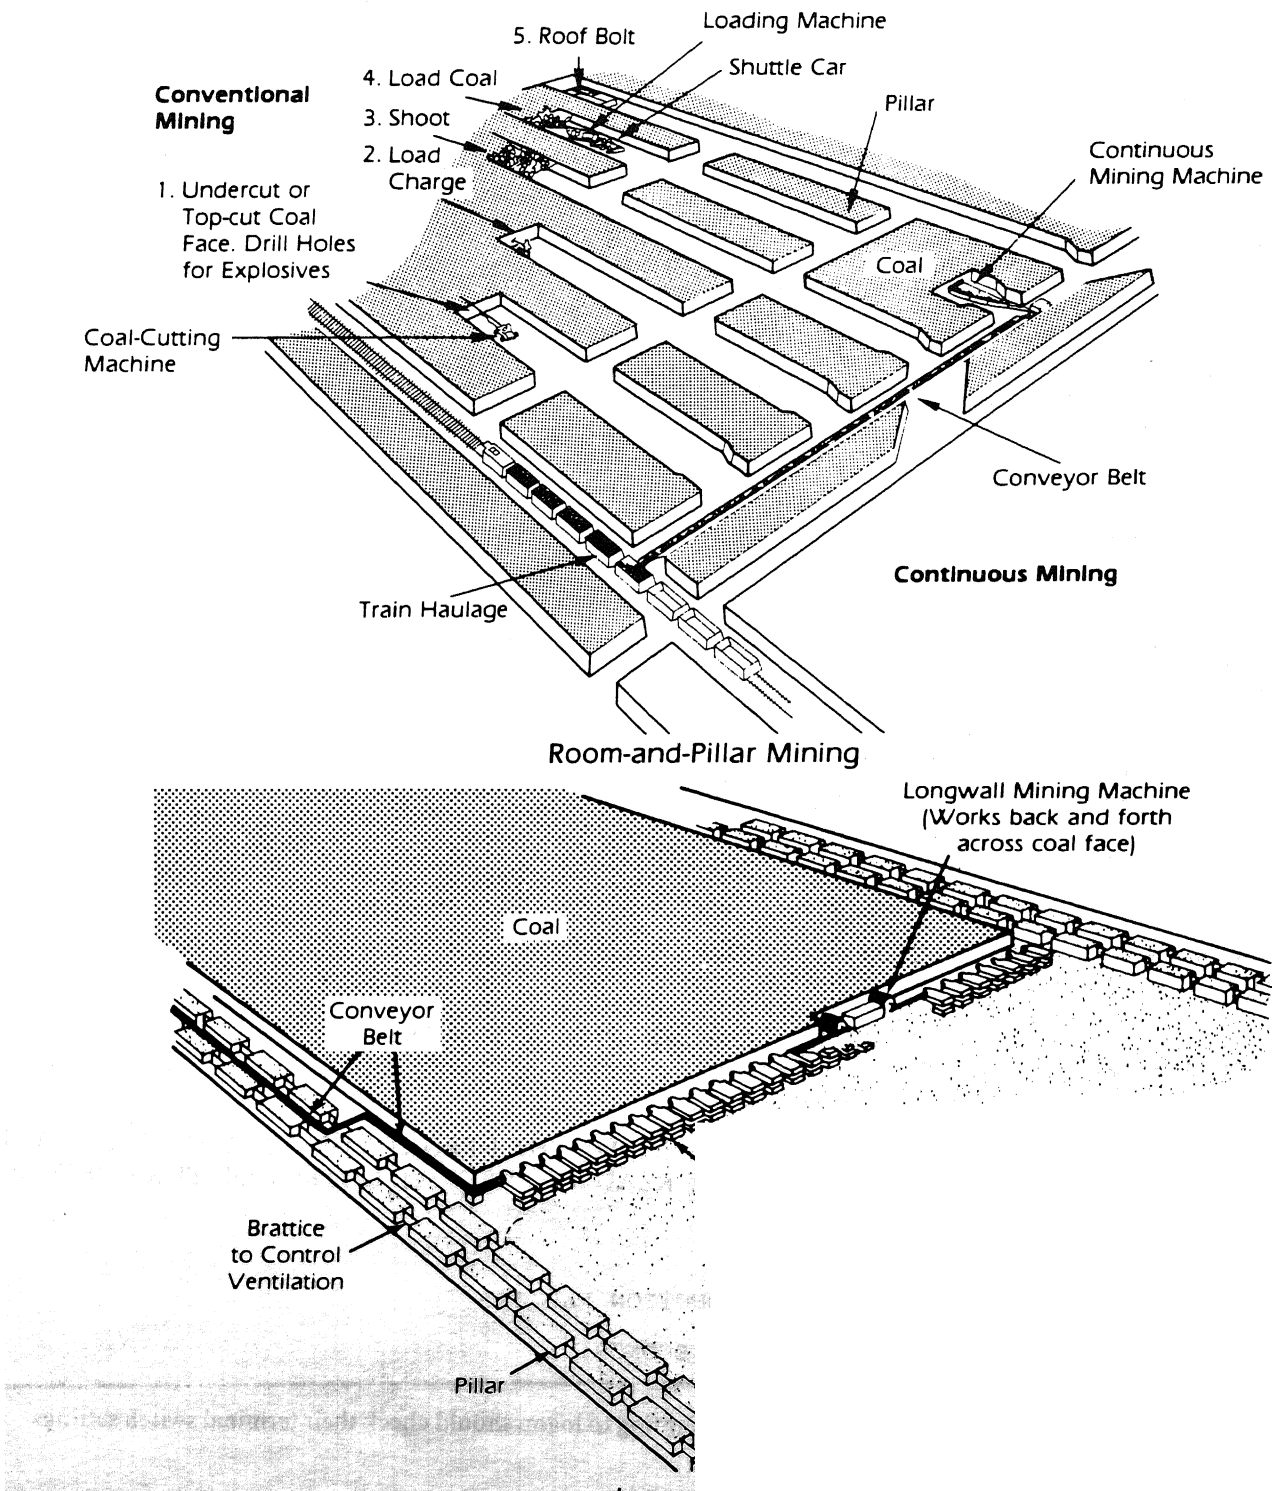 5. Roof Bolt
Loading Machine
Shuttle Car
4. Load Coal
Conventional
Mining
3. Shoot
Pillar
2. Load
Charge
Continuous
Mining Machine
1. Undercut or
Top-cut Coal
Face. Drill Holes
for Explosives
Coal
Coal-Cutting
Machine
Conveyor Belt
Continuous Mining
Train Haulage
Room-and-Pillar Mining
Longwall Mining Machine
(Works back and forth
across coal face)
Coal
Conveyor
Belt
Brattice
to Control
Ventilation
Pillar